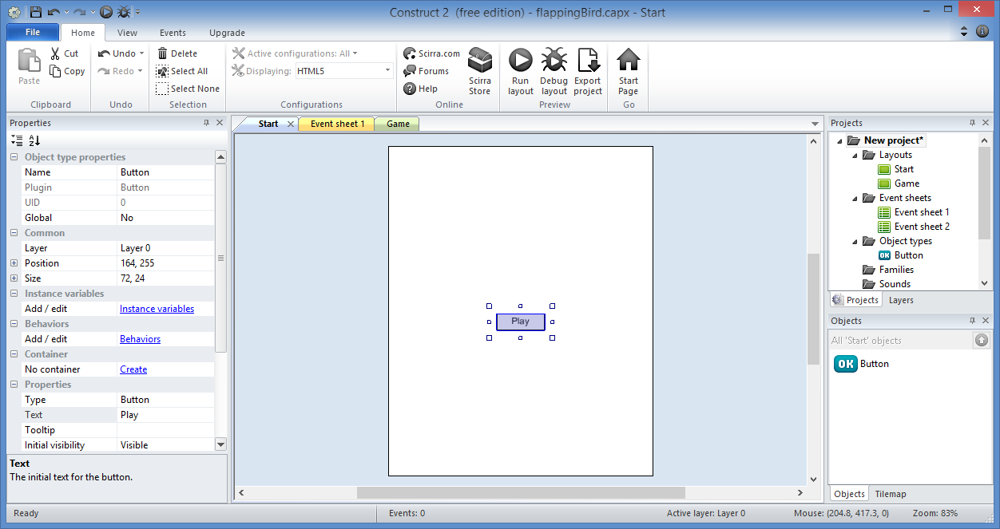 Construct 2 (free edition) - flappingBird.capx - Start
File Home View Events Upgrade
Paste Cut Copy
Clipboard
Undo Redo
Undo
Delete
Select All
Select None
Selection
Active configurations: All
Displaying: HTML5
Configurations
Scirra.com
Forums
Help
Scirra Store
Online
Run layout
Debug layout
Export project
Preview
Start Page
Go
Properties
Object type properties
Name Button
Plugin Button
UID 0
Global No
Common
Layer Layer 0
Position 164, 255
Size 72, 24
Instance variables
Add / edit Instance variables
Behaviors
Add / edit Behaviors
Container
No container Create
Properties
Type Button
Text Play
Tooltip
Initial visibility Visible
Text
The initial text for the button.
Start Event sheet 1 Game
Play
Projects
New project*
Layouts
Start
Game
Event sheets
Event sheet 1
Event sheet 2
Object types
OK Button
Families
Sounds
Projects Layers
Objects
All 'Start' objects
OK Button
Objects Tilemap
Ready Events: 0 Active layer: Layer 0 Mouse: (204.8, 417.3, 0) Zoom: 83%